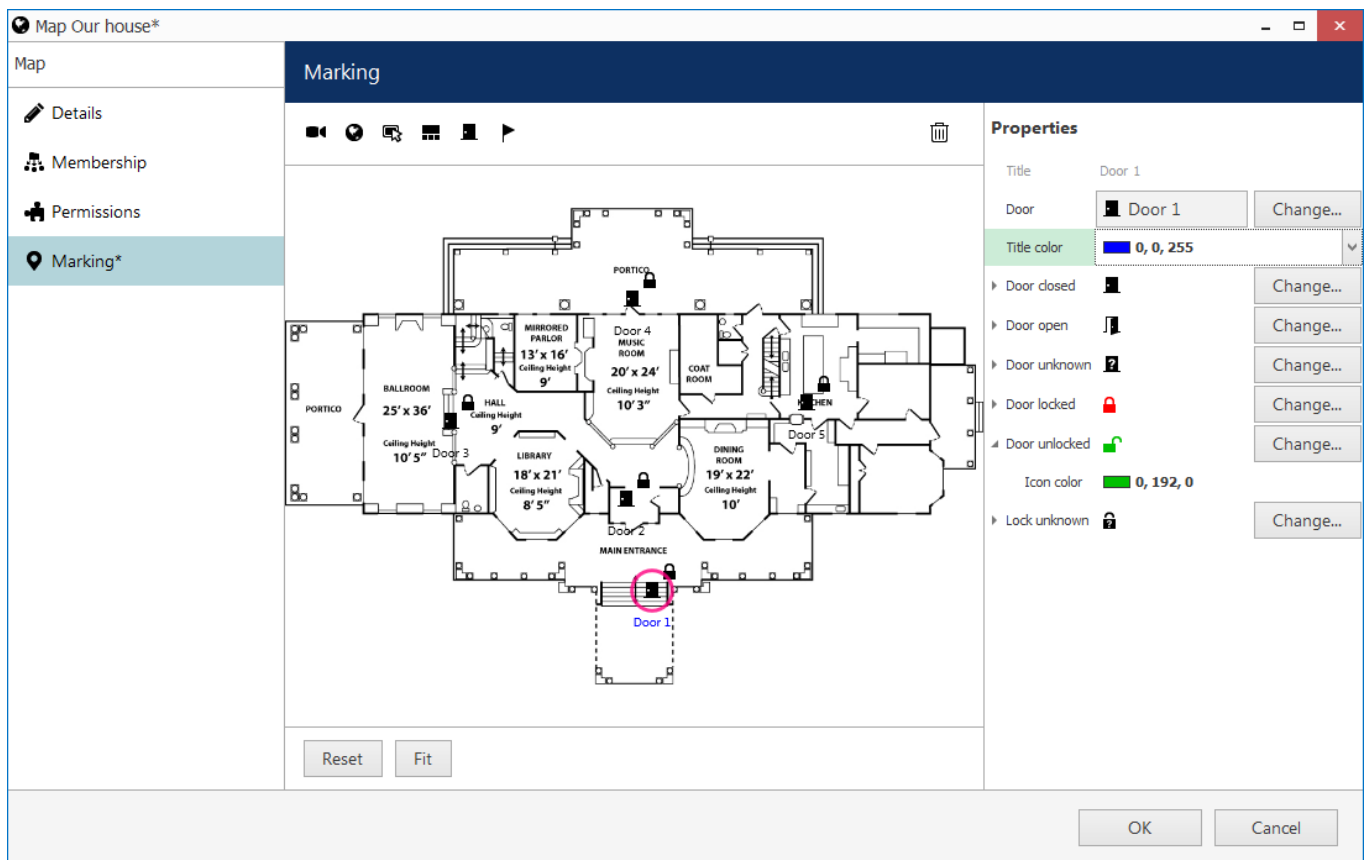 Map Our house*
Map
Details
Membership
Permissions
Marking*
Marking
PORTICO
Door 4
MIRRORED
PARLOR
13' x 16'
Ceiling Height
9'
MUSIC
ROOM
20' x 24'
Ceiling Height
10' 3"
COAT
ROOM
BALLROOM
25' x 36'
Ceiling Height
10' 5"
PORTICO
HALL
Ceiling Height
9'
Door 3
Door 5
LIBRARY
18' x 21'
Ceiling Height
8' 5"
DINING
ROOM
19' x 22'
Ceiling Height
10'
Door 2
MAIN ENTRANCE
Door 1
Reset
Fit
Properties
Title Door 1
Door Door 1 Change...
Title color 0, 0, 255
Door closed Change...
Door open Change...
Door unknown Change...
Door locked Change...
Door unlocked Change...
Icon color 0, 192, 0
Lock unknown Change...
OK
Cancel